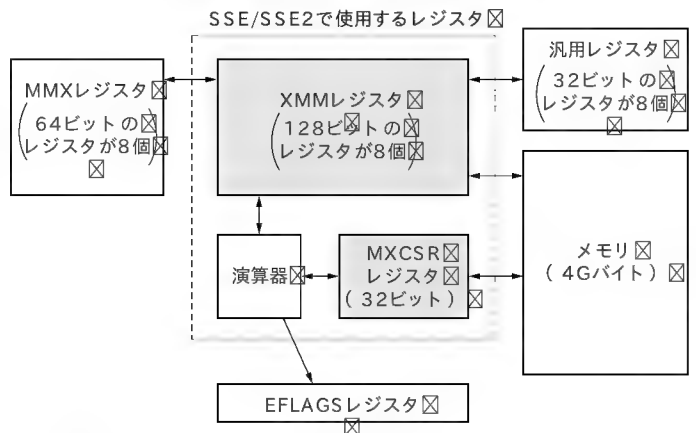 SSE/SSE2で使用するレジスタ
MMXレジスタ
(64ビットの
レジスタが8個)
XMMレジスタ
(128ビットの
レジスタが8個)
汎用レジスタ
(32ビットの
レジスタが8個)
演算器
MXCSR
レジスタ
(32ビット)
メモリ
(4Gバイト)
EFLAGSレジスタ